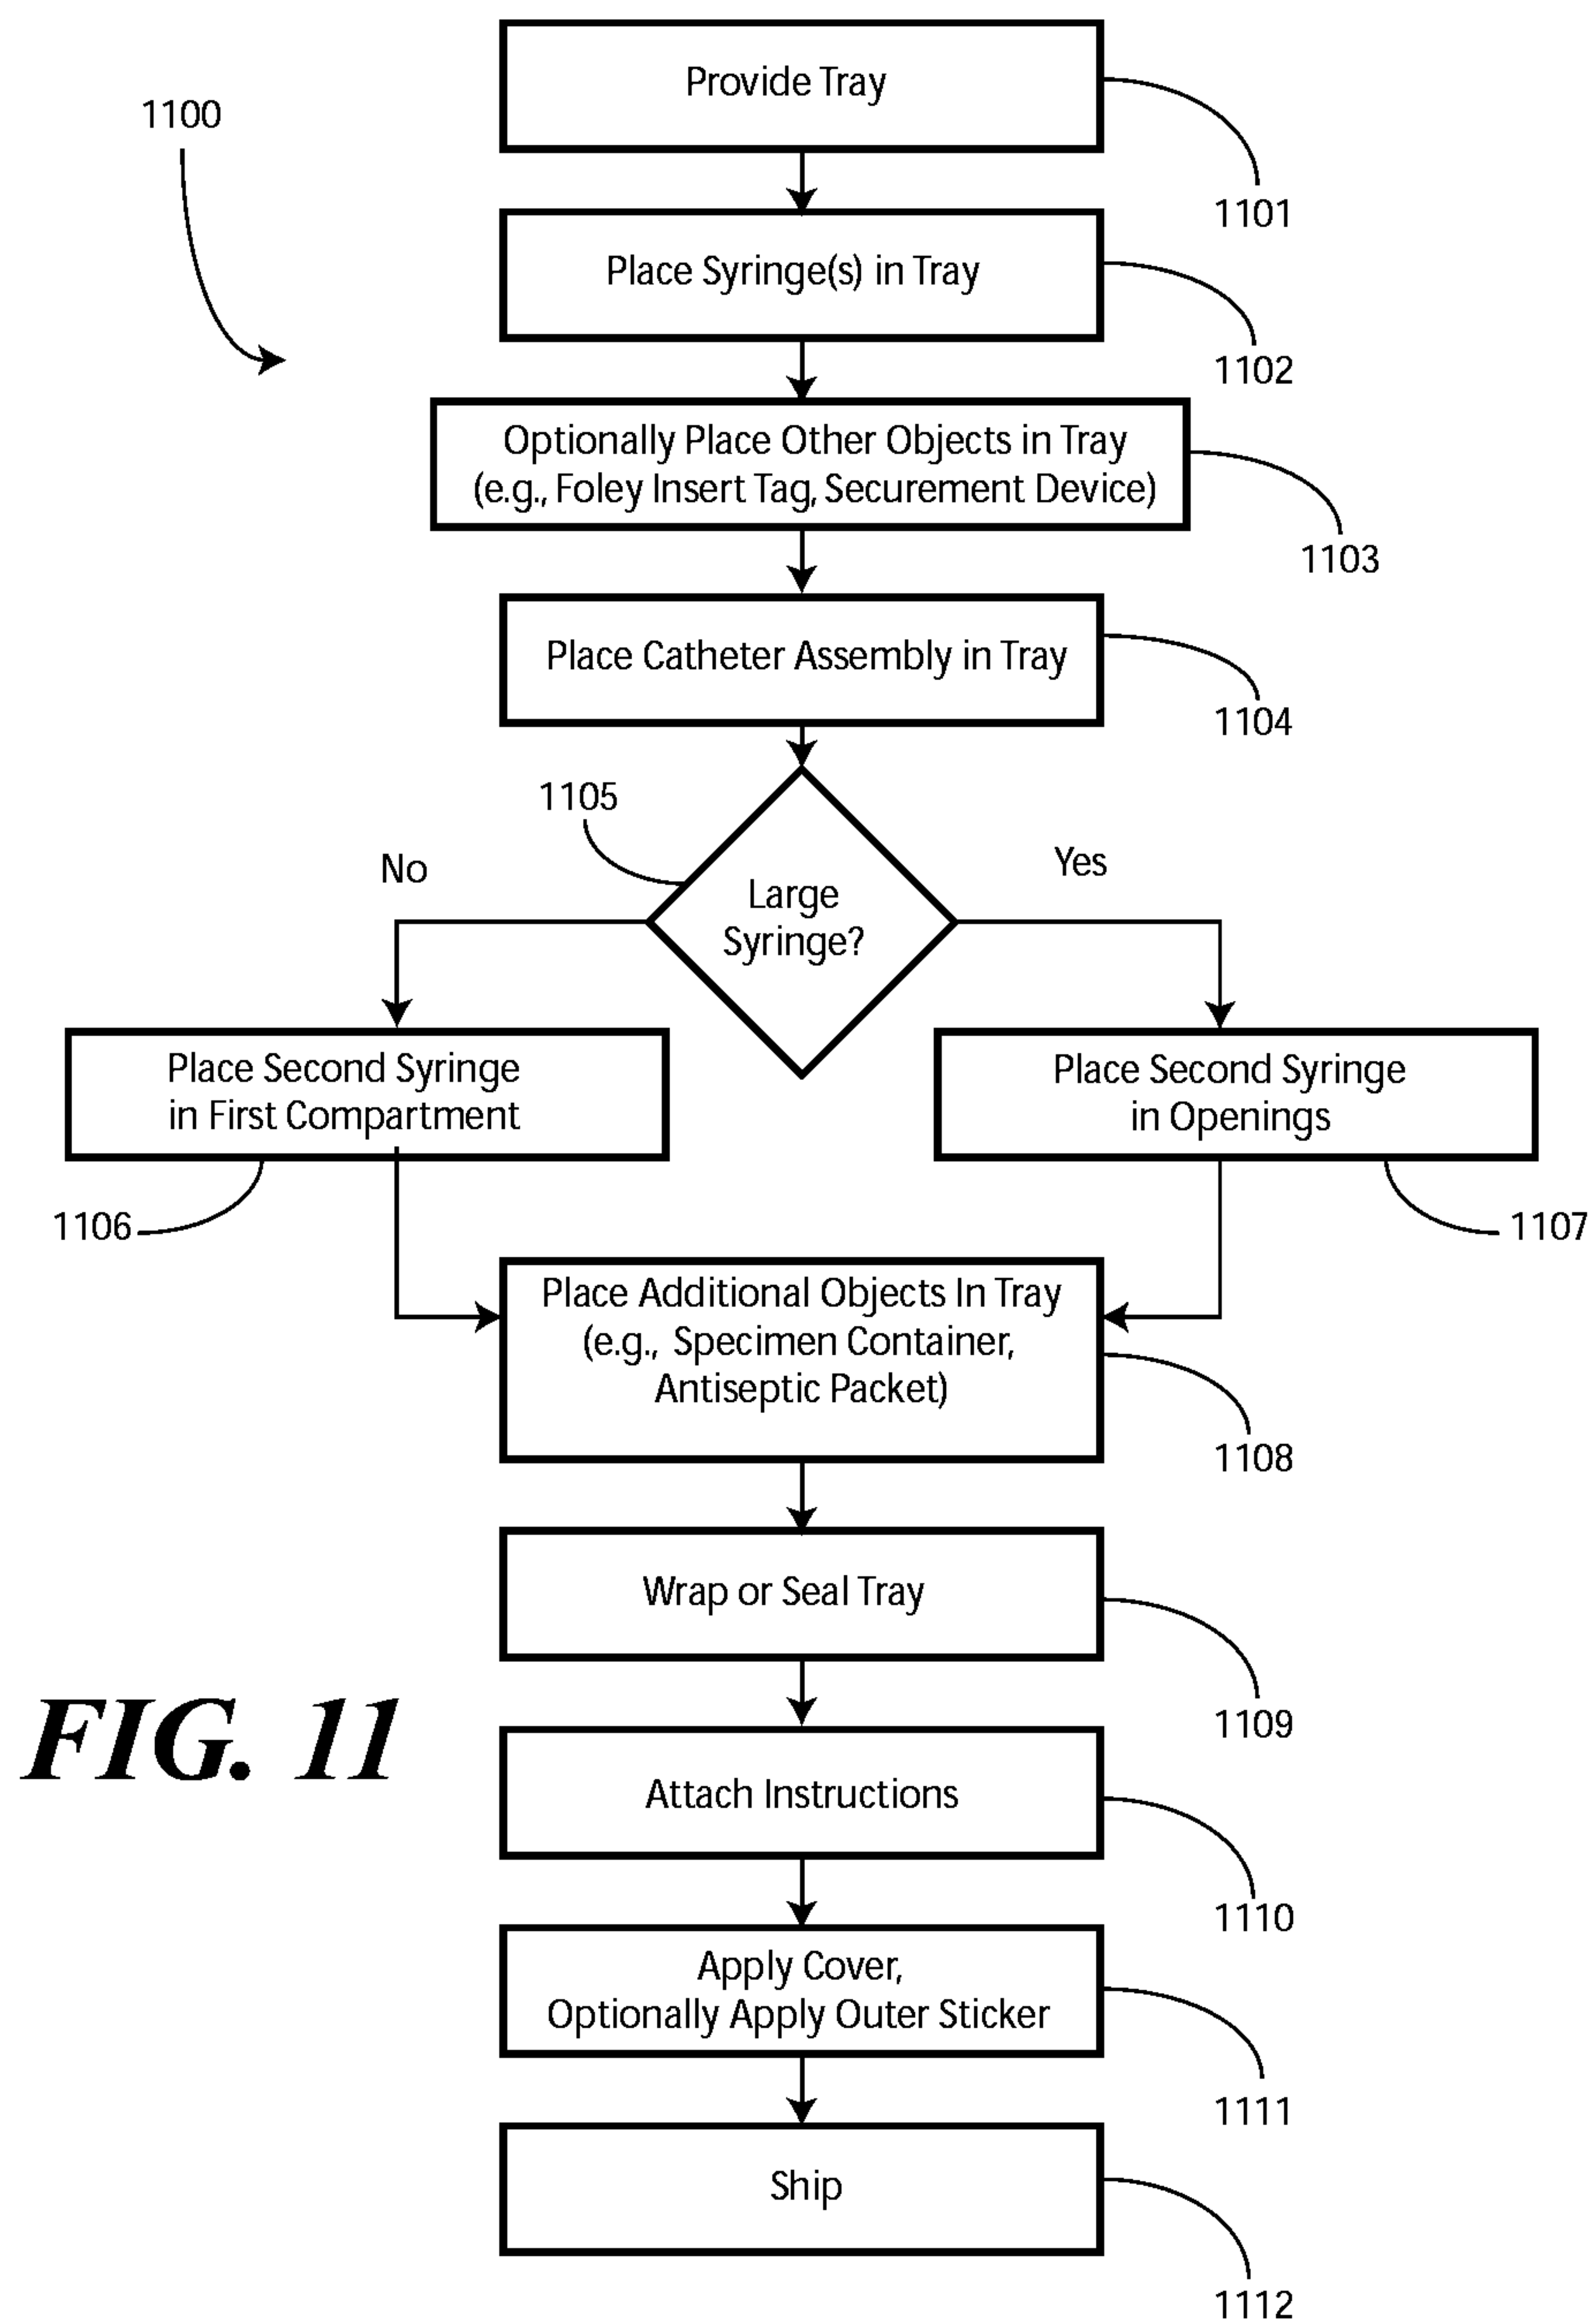 Provide Tray
1100
1101
Place Syringe(s) in Tray
1102
Optionally Place Other Objects in Tray
(e.g., Foley Insert Tag, Securement Device)
1103
Place Catheter Assembly in Tray
1104
1105
No
Yes
Large
Syringe?
Place Second Syringe
in First Compartment
Place Second Syringe
in Openings
1106
1107
Place Additional Objects In Tray
(e.g., Specimen Container,
Antiseptic Packet)
1108
Wrap or Seal Tray
1109
FIG. 11
Attach Instructions
1110
Apply Cover,
Optionally Apply Outer Sticker
1111
Ship
1112